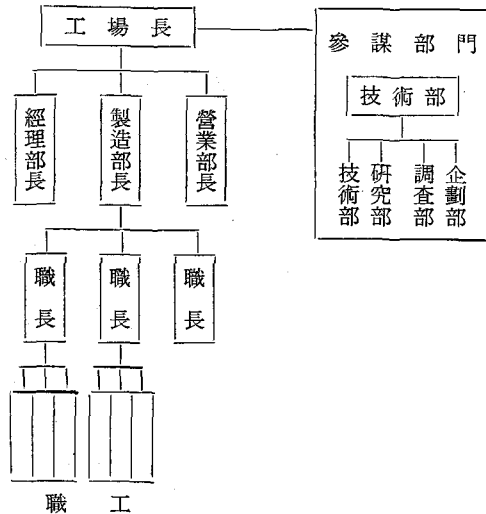 工場長
參謀部門
技術部
經理部長
製造部長
營業部長
技術部
研究部
調査部
企劃部
職長
職長
職長
職工